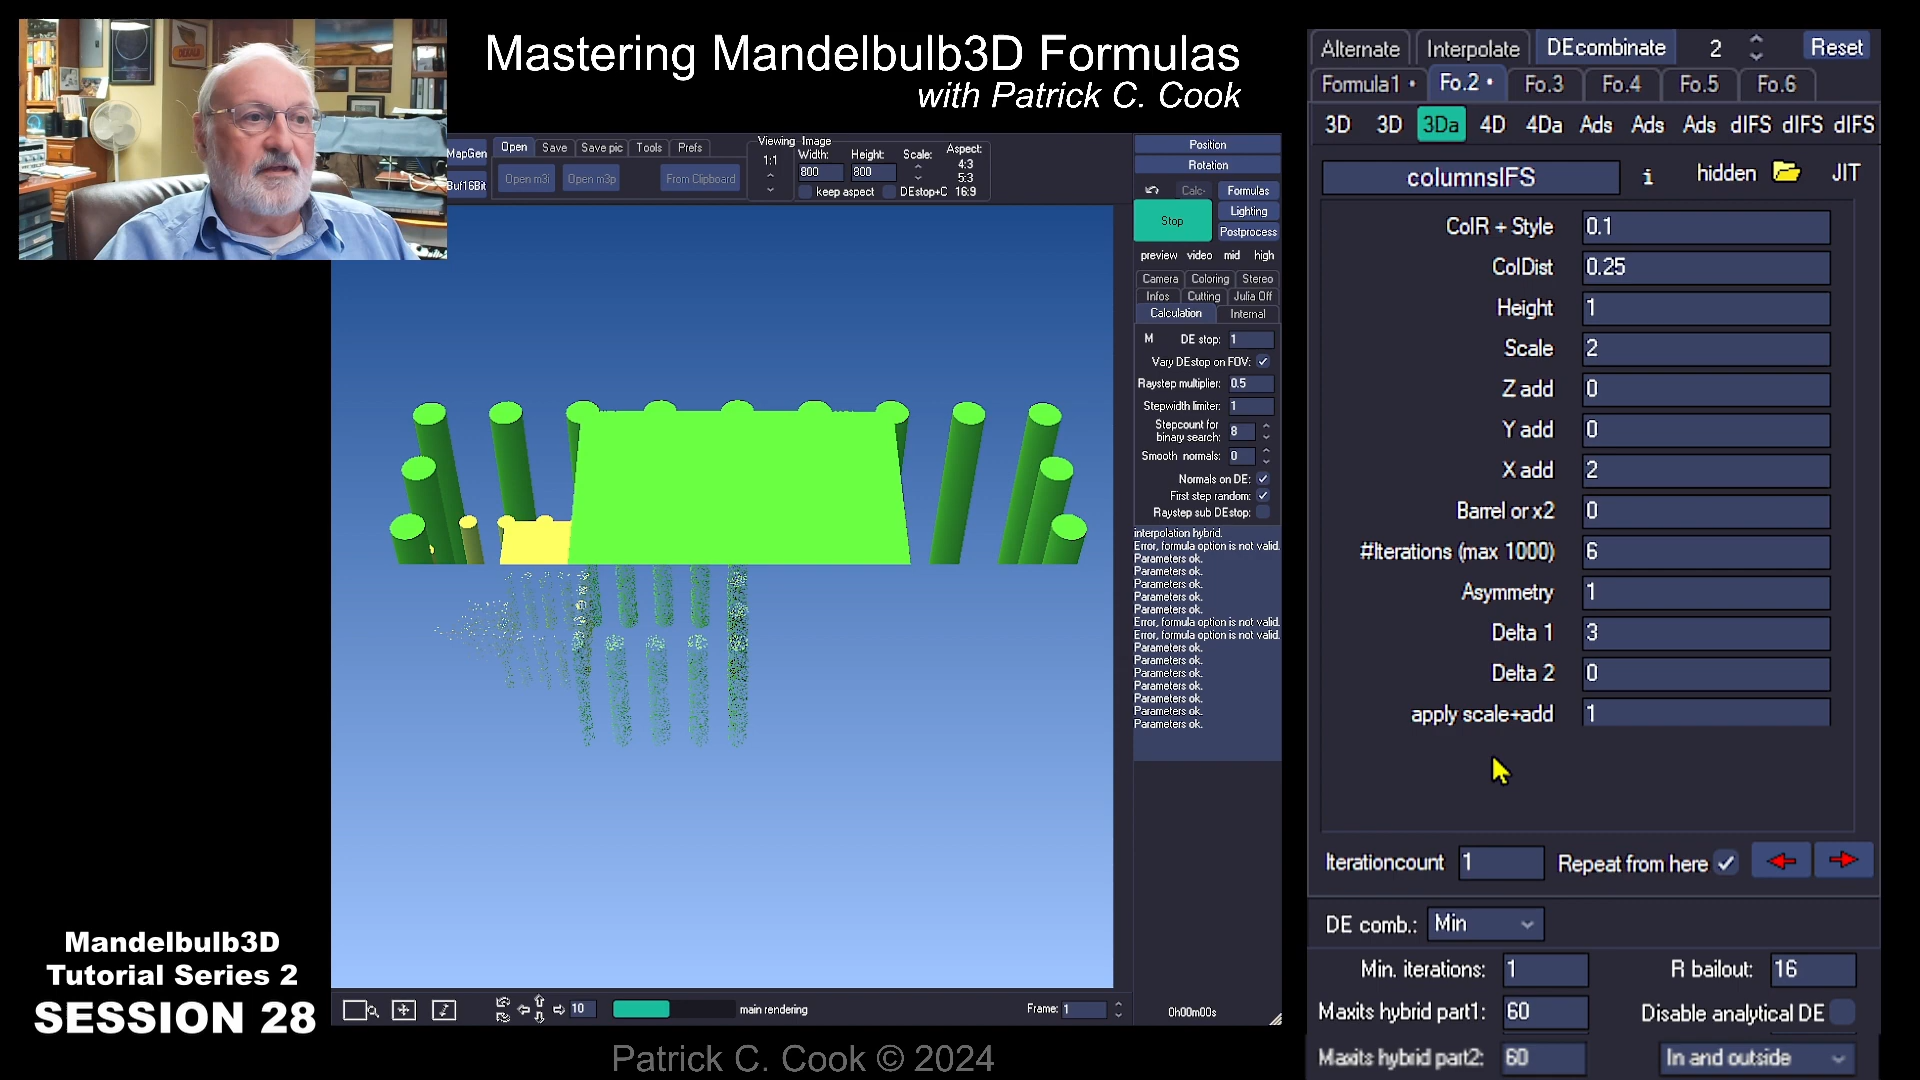 Mastering Mandelbulb3D Formulas
with Patrick C. Cook
MapGen
Buf16Bit
Open
Save
Save pic
Tools
Prefs
Open m3i
Open m3p
From Clipboard
Viewing
1:1
Image
Width:
Height:
Scale:
Aspect:
800
800
4:3
5:3
16:9
keep aspect
DEstop+C
Position
Rotation
Calc-
Formulas
Stop
Lighting
Postprocess
preview video mid high
Camera Coloring Stereo
Infos Cutting Julia Off
Calculation Internal
M DE stop: 1
Vary DEstop on FOV:
Raystep multiplier: 0.5
Stepwidth limiter: 1
Stepcount for
binary search: 8
Smooth normals: 0
Normals on DE:
First step random:
Raystep sub DEstop:
interpolation hybrid.
Error, formula option is not valid.
Parameters ok.
Parameters ok.
Parameters ok.
Parameters ok.
Parameters ok.
Error, formula option is not valid.
Error, formula option is not valid.
Parameters ok.
Parameters ok.
Parameters ok.
Parameters ok.
Parameters ok.
Parameters ok.
Parameters ok.
10
main rendering
Frame: 1
0h00m00s
Alternate Interpolate DEcombinate 2 Reset
Formula1 • Fo.2 • Fo.3 Fo.4 Fo.5 Fo.6
3D 3D 3Da 4D 4Da Ads Ads Ads dIFS dIFS dIFS
columnsIFS i hidden JIT
ColR + Style 0.1
ColDist 0.25
Height 1
Scale 2
Z add 0
Y add 0
X add 2
Barrel or x2 0
#Iterations (max 1000) 6
Asymmetry 1
Delta 1 3
Delta 2 0
apply scale+add 1
Iterationcount 1 Repeat from here
DE comb.: Min
Min. iterations: 1 R bailout: 16
Maxits hybrid part1: 60 Disable analytical DE
Maxits hybrid part2: 60 In and outside
Mandelbulb3D
Tutorial Series 2
SESSION 28
Patrick C. Cook © 2024